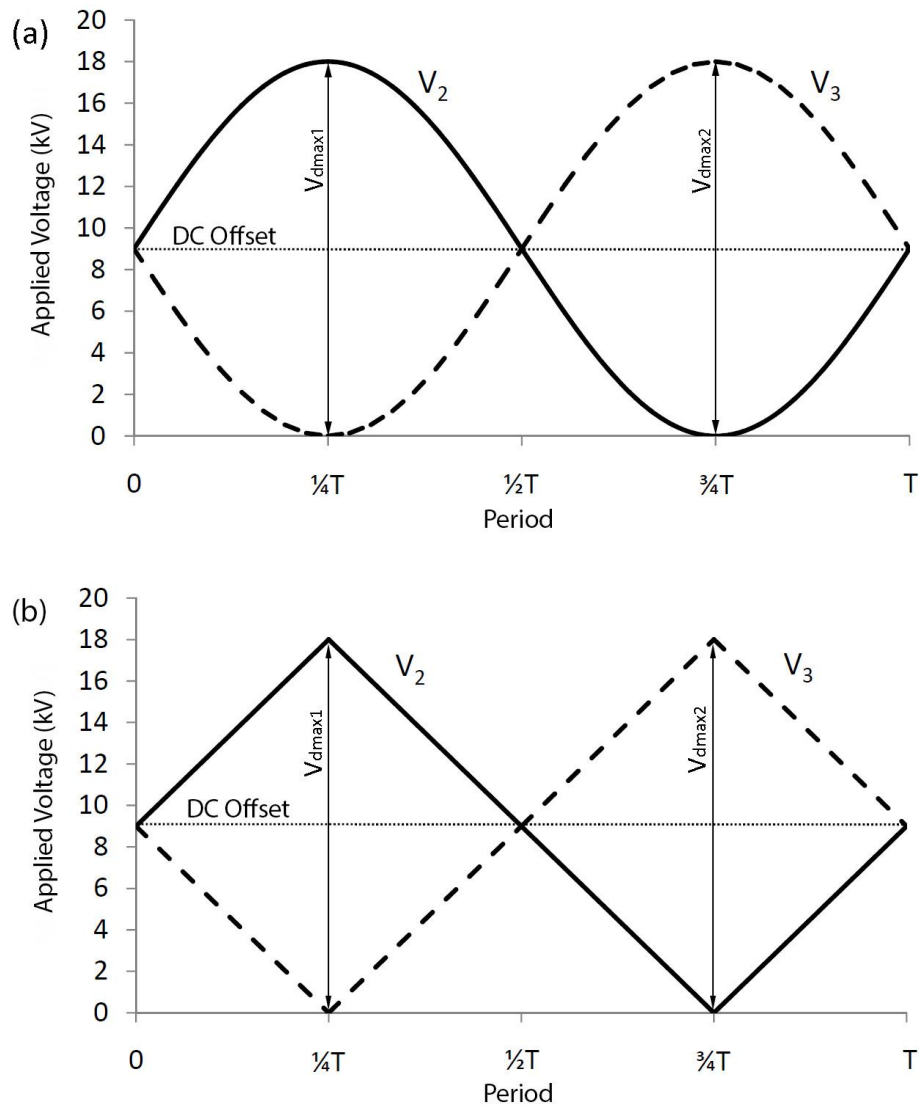 (a)
20
18
16
14
12
10
8
6
4
2
0
Applied Voltage (kV)
V₂
V₃
Vdmax1
Vdmax2
DC Offset
0 ¼T ½T ¾T T
Period
(b)
20
18
16
14
12
10
8
6
4
2
0
Applied Voltage (kV)
V₂
V₃
Vdmax1
Vdmax2
DC Offset
0 ¼T ½T ¾T T
Period